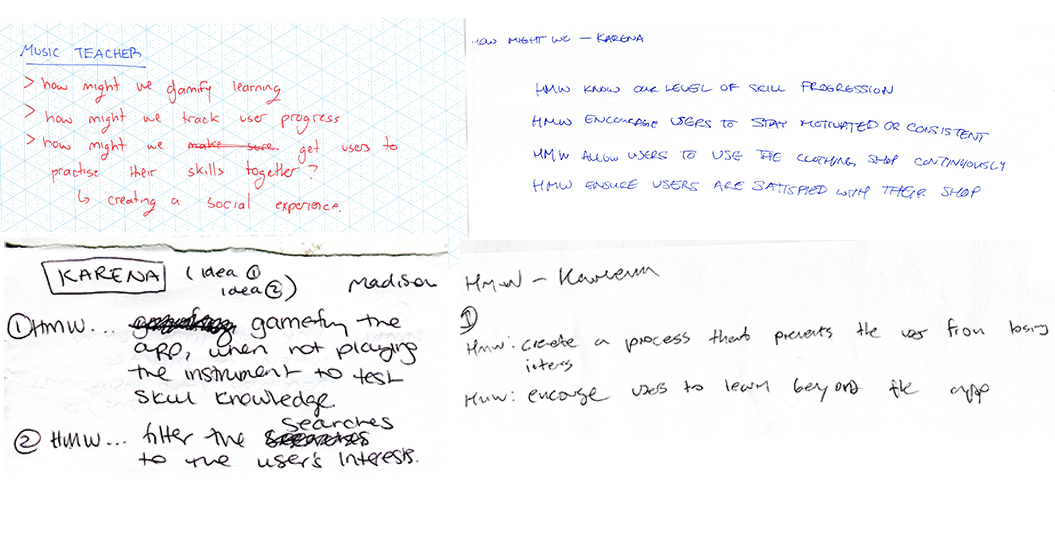 MUSIC TEACHER
> how might we gamify learning
> how might we track user progress
> how might we make sure get users to
practise their skills together?
↳ creating a social experience.
HOW MIGHT WE – KARENA
HMW KNOW OUR LEVEL OF SKILL PROGRESSION
HMW ENCOURAGE USERS TO STAY MOTIVATED OR CONSISTENT
HMW ALLOW USERS TO USE THE CLOTHING SHOP CONTINUOUSLY
HMW ENSURE USERS ARE SATISFIED WITH THEIR SHOP
KARENA (idea ①
idea ②) Madison
① HMW... gamefiy the
app, when not playing
the instrument to test
skill knowledge.
searches
② HMW... filter the
to the user's interests.
HMW – Karena
①
HMW: create a process that prevents the user from losing
interes
HMW: encourage users to learn beyond the app